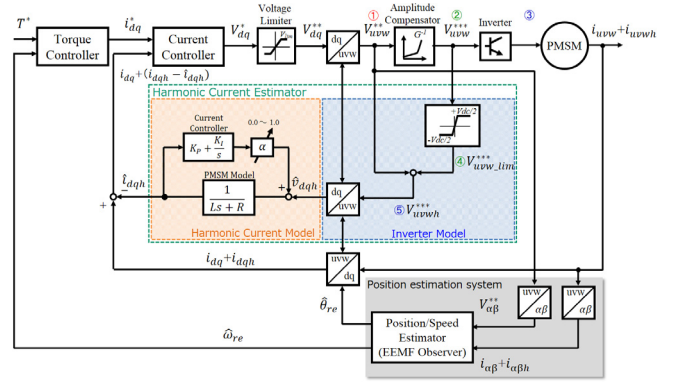 T*
Torque
Controller
i*dq
Current
Controller
V*dq
Voltage
Limiter
Vlim
V**dq
dq
uvw
①
V**uvw
Amplitude
Compensator
G⁻¹
②
V***uvw
Inverter
③
PMSM
iuvw+iuvwh
idq+(idqh − îdqh)
Harmonic Current Estimator
Current
Controller
KP + KI/s
0.0～1.0
α
+Vdc/2
-Vdc/2
④V***uvw_lim
îdqh
−
+
PMSM Model
1
Ls + R
+
v̂dqh
−
dq
uvw
⑤V***uvwh
Harmonic Current Model
Inverter Model
idq+idqh
uvw
dq
θ̂re
Position estimation system
uvw
αβ
uvw
αβ
V**αβ
Position/Speed
Estimator
(EEMF Observer)
ω̂re
iαβ+iαβh